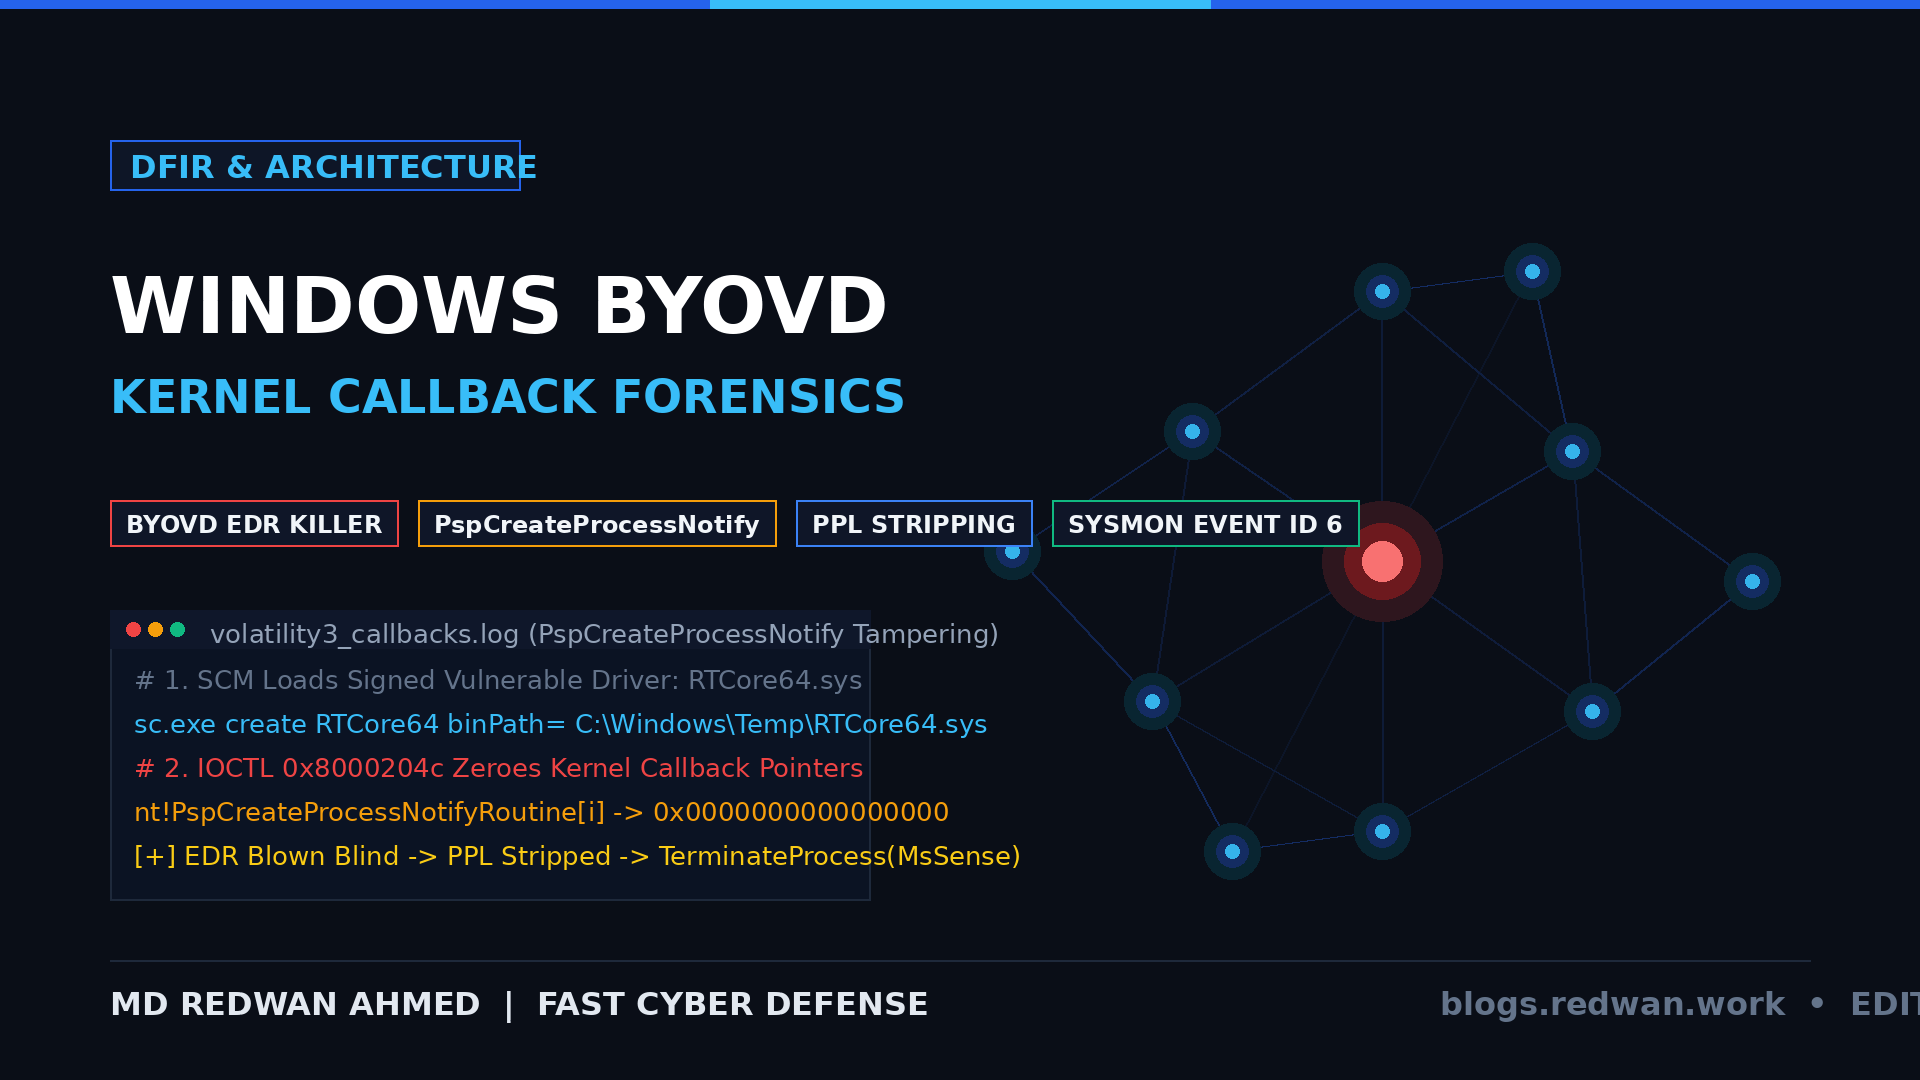 DFIR & ARCHITECTURE
WINDOWS BYOVD
KERNEL CALLBACK FORENSICS
BYOVD EDR KILLER PspCreateProcessNotify PPL STRIPPING SYSMON EVENT ID 6
volatility3_callbacks.log (PspCreateProcessNotify Tampering)
# 1. SCM Loads Signed Vulnerable Driver: RTCore64.sys
sc.exe create RTCore64 binPath= C:\Windows\Temp\RTCore64.sys
# 2. IOCTL 0x8000204c Zeroes Kernel Callback Pointers
nt!PspCreateProcessNotifyRoutine[i] -> 0x0000000000000000
[+] EDR Blown Blind -> PPL Stripped -> TerminateProcess(MsSense)
MD REDWAN AHMED | FAST CYBER DEFENSE
blogs.redwan.work •